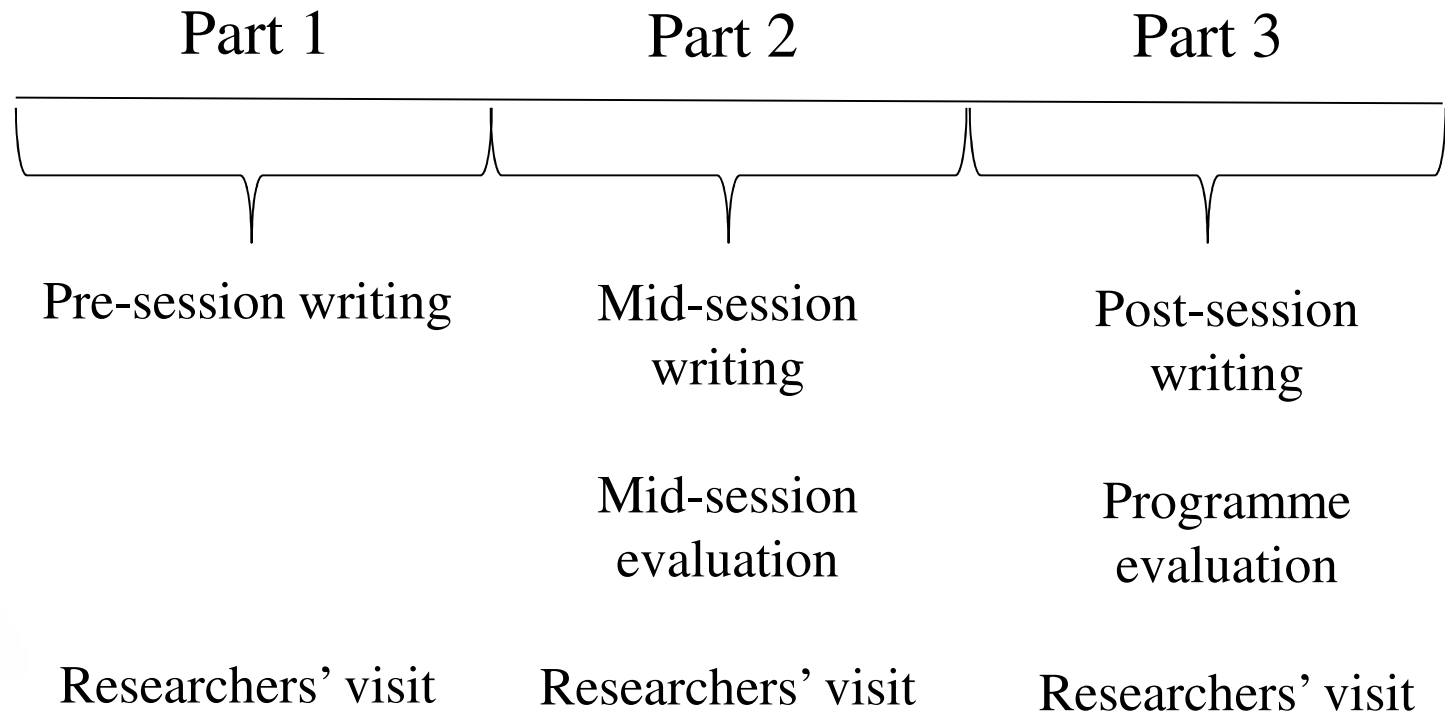 Part 1
Part 2
Part 3
Pre-session writing
Mid-session
writing
Post-session
writing
Mid-session
evaluation
Programme
evaluation
Researchers’ visit
Researchers’ visit
Researchers’ visit